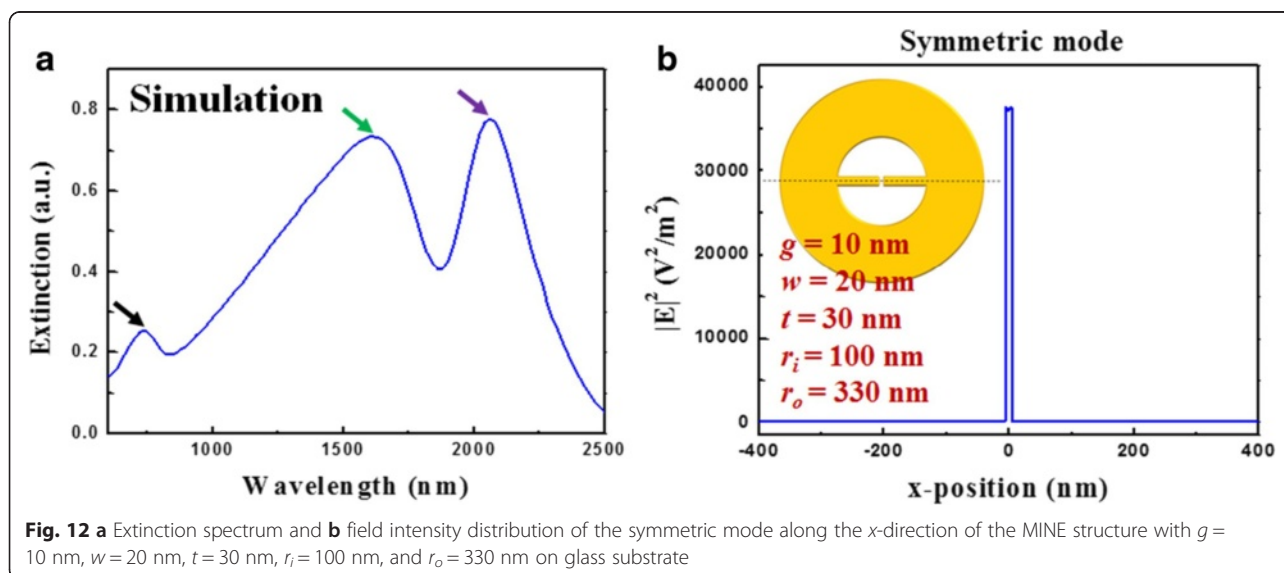 a
Simulation
Extinction (a.u.)
0.8
0.6
0.4
0.2
0.0
1000 1500 2000 2500
Wavelength (nm)
b
Symmetric mode
|E|² (V²/m²)
40000
30000
20000
10000
0
g = 10 nm
w = 20 nm
t = 30 nm
rᵢ = 100 nm
rₒ = 330 nm
-400 -200 0 200 400
x-position (nm)
Fig. 12 a Extinction spectrum and b field intensity distribution of the symmetric mode along the x-direction of the MINE structure with g =
10 nm, w = 20 nm, t = 30 nm, rᵢ = 100 nm, and rₒ = 330 nm on glass substrate